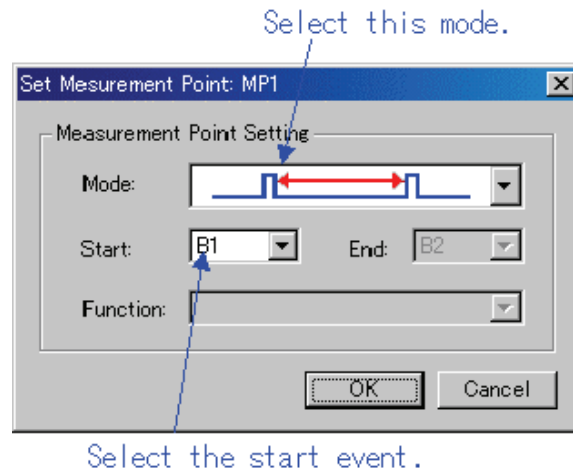 Select this mode.
Set Mesurement Point: MP1
Measurement Point Setting
Mode:
Start: B1 End: B2
Function:
OK Cancel
Select the start event.